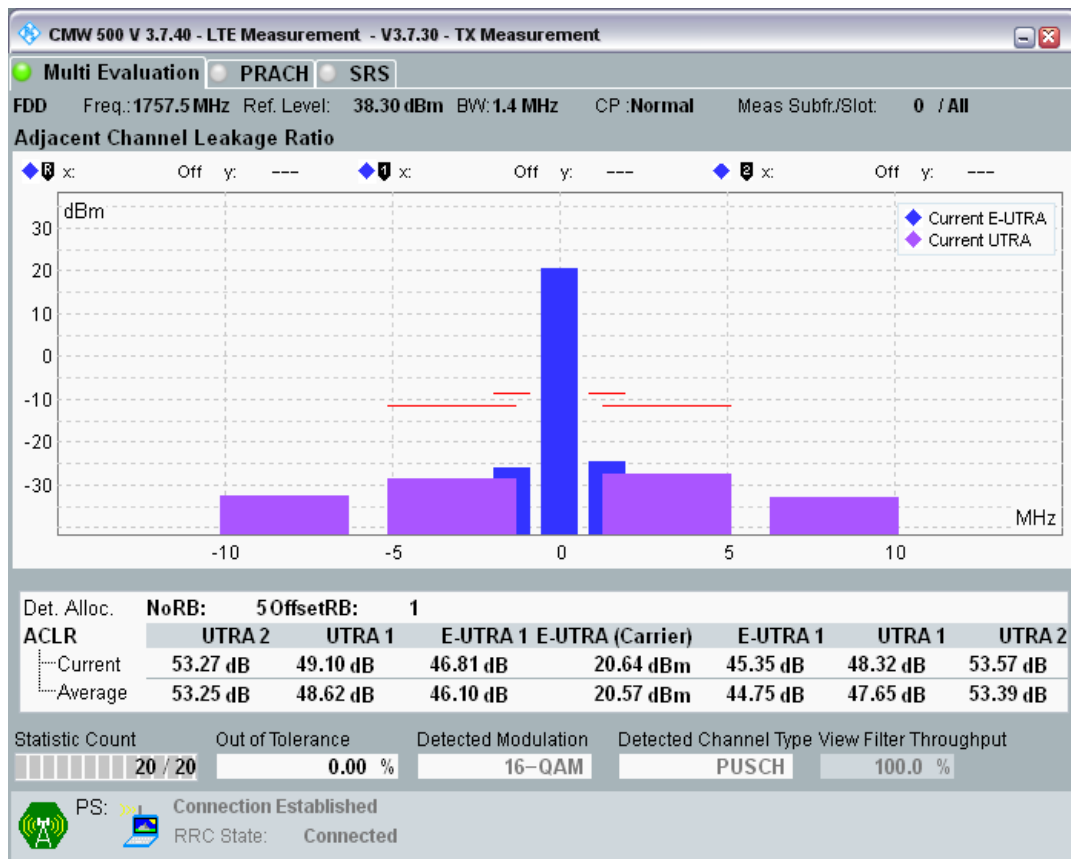 CMW 500 V 3.7.40 - LTE Measurement - V3.7.30 - TX Measurement
Multi Evaluation PRACH SRS
FDD Freq.: 1757.5 MHz Ref. Level: 38.30 dBm BW: 1.4 MHz CP :Normal Meas Subfr./Slot: 0 / All
Adjacent Channel Leakage Ratio
R x: Off y: --- 1 x: Off y: --- 2 x: Off y: ---
dBm
Current E-UTRA
Current UTRA
30
20
10
0
-10
-20
-30
MHz
-10 -5 0 5 10
Det. Alloc. NoRB: 5 OffsetRB: 1
ACLR UTRA 2 UTRA 1 E-UTRA 1 E-UTRA (Carrier) E-UTRA 1 UTRA 1 UTRA 2
Current 53.27 dB 49.10 dB 46.81 dB 20.64 dBm 45.35 dB 48.32 dB 53.57 dB
Average 53.25 dB 48.62 dB 46.10 dB 20.57 dBm 44.75 dB 47.65 dB 53.39 dB
Statistic Count Out of Tolerance Detected Modulation Detected Channel Type View Filter Throughput
20 / 20 0.00 % 16-QAM PUSCH 100.0 %
PS: Connection Established
RRC State: Connected